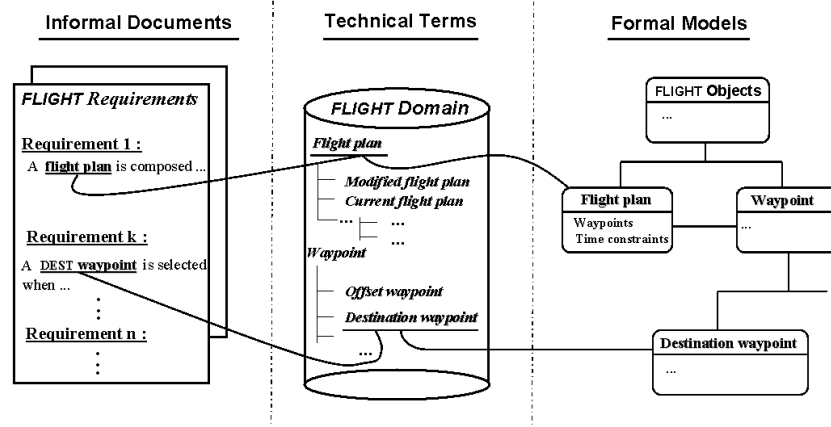 Informal Documents
Technical Terms
Formal Models
FLIGHT Requirements
Requirement 1 :
A flight plan is composed ...
Requirement k :
A DEST waypoint is selected
when ...
Requirement n :
FLIGHT Domain
Flight plan
Modified flight plan
Current flight plan
... ...
...
Waypoint
Offset waypoint
Destination waypoint
...
FLIGHT Objects
...
Flight plan
Waypoints
Time constraints
Waypoint
...
Destination waypoint
...